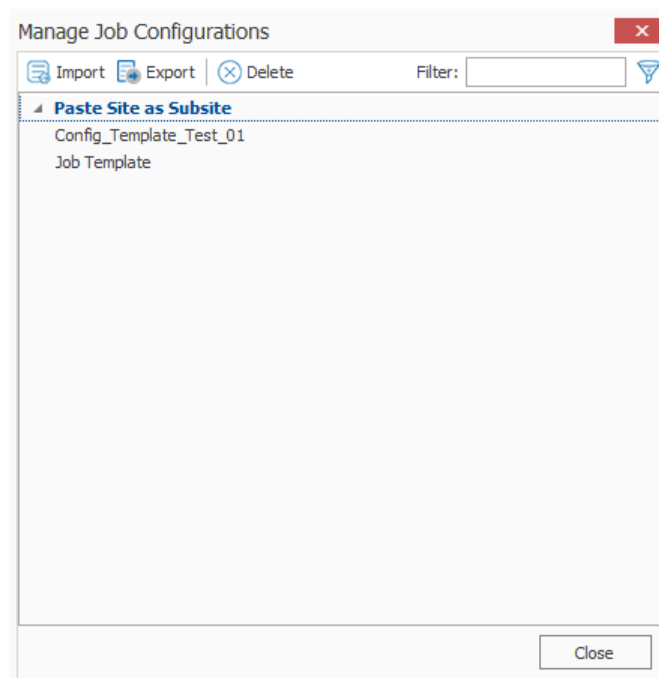 Manage Job Configurations
Import Export Delete Filter:
Paste Site as Subsite
Config_Template_Test_01
Job Template
Close